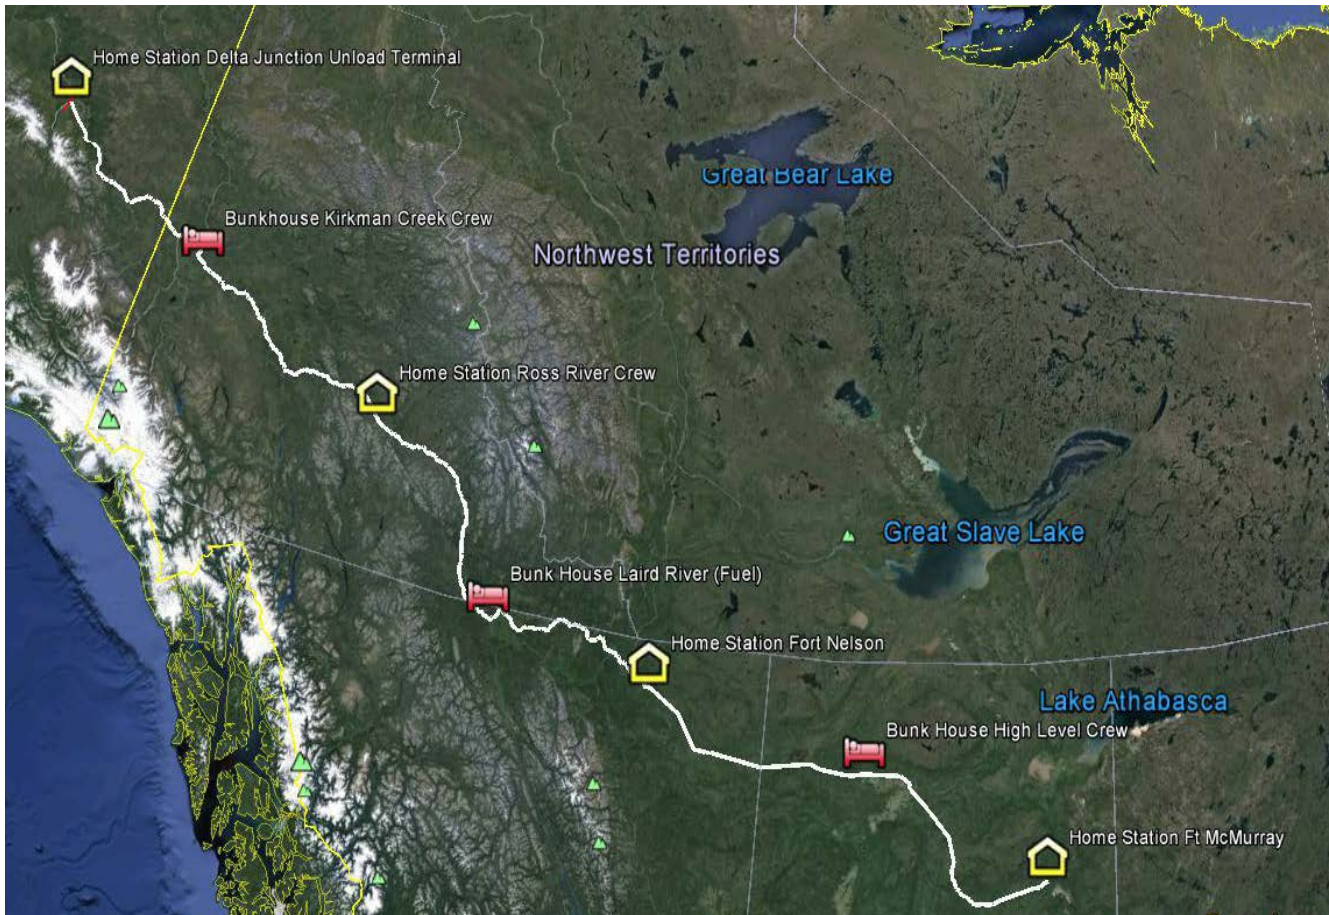 Home Station Delta Junction Unload Terminal
Great Bear Lake
Bunkhouse Kirkman Creek Crew
Northwest Territories
Home Station Ross River Crew
Great Slave Lake
Bunk House Laird River (Fuel)
Home Station Fort Nelson
Lake Athabasca
Bunk House High Level Crew
Home Station Ft McMurray